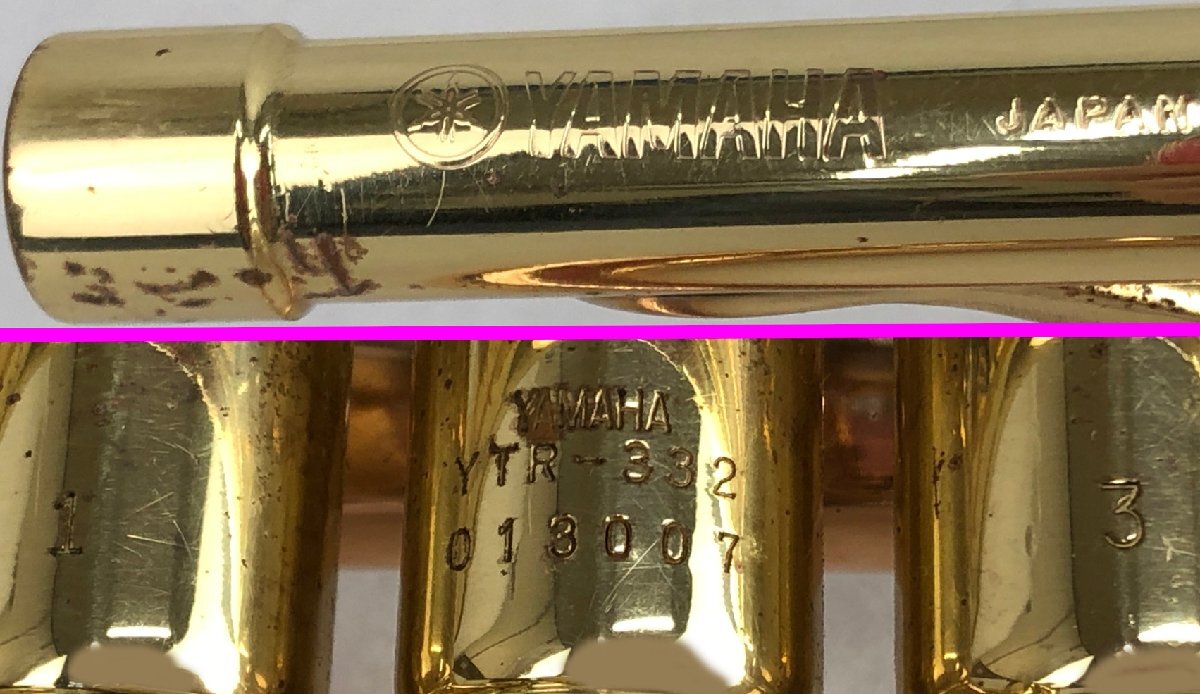 YAMAHA JAPAN
YAMAHA
YTR-332
1
013007
3